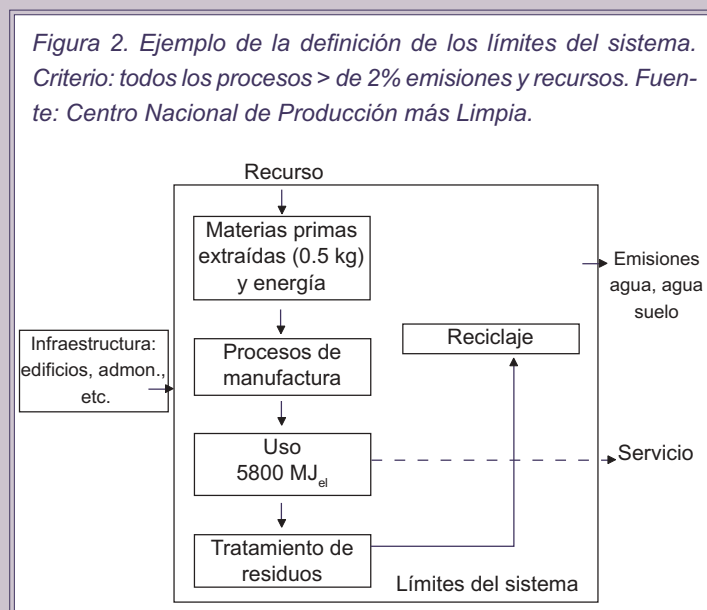 Figura 2. Ejemplo de la definición de los límites del sistema.
Criterio: todos los procesos > de 2% emisiones y recursos. Fuen-
te: Centro Nacional de Producción más Limpia.
Recurso
Materias primas
extraídas (0.5 kg)
y energía
Emisiones
agua, agua
suelo
Infraestructura:
edificios, admon.,
etc.
Procesos de
manufactura
Reciclaje
Uso
5800 MJel
Servicio
Tratamiento de
residuos
Límites del sistema